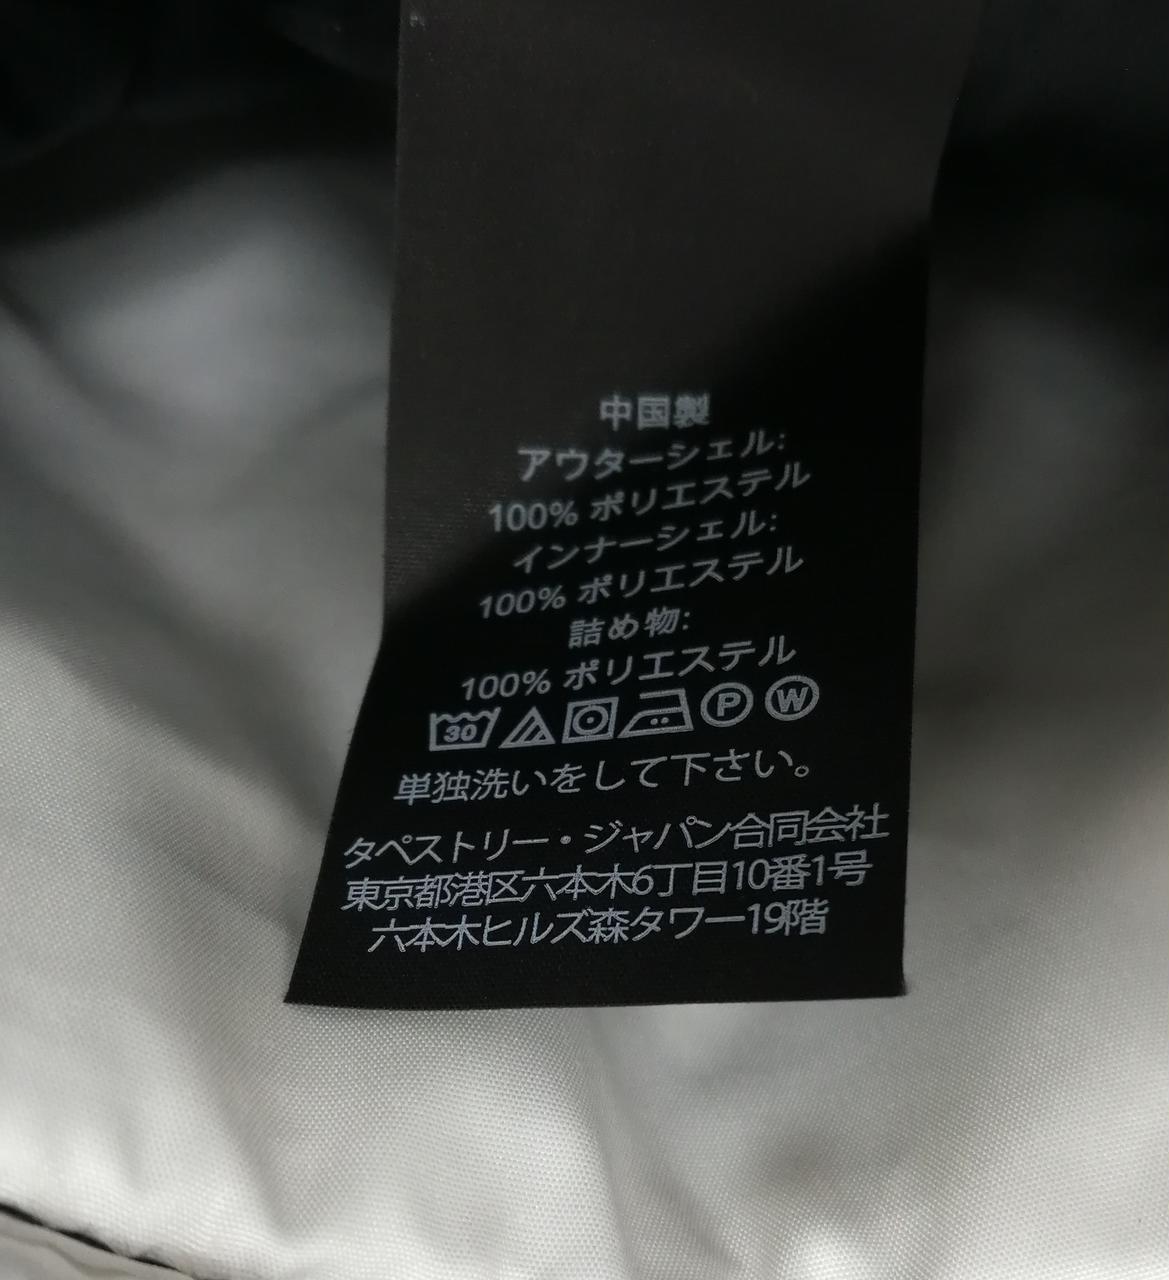 中国製
アウターシェル:
100% ポリエステル
インナーシェル:
100% ポリエステル
詰め物:
100% ポリエステル
30 P W
単独洗いをして下さい。
タペストリー・ジャパン合同会社
東京都港区六本木6丁目10番1号
六本木ヒルズ森タワー19階